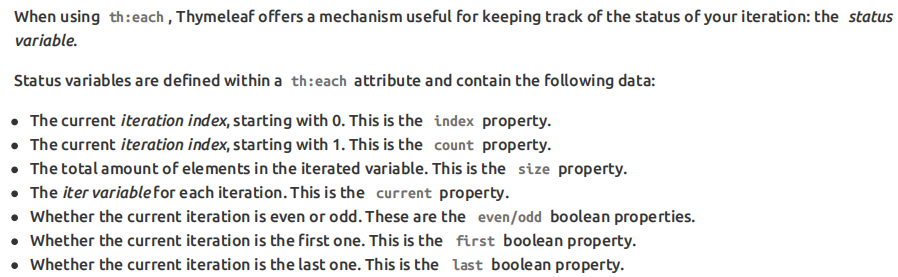 When using th:each, Thymeleaf offers a mechanism useful for keeping track of the status of your iteration: the status
variable.
Status variables are defined within a th:each attribute and contain the following data:
• The current iteration index, starting with 0. This is the index property.
• The current iteration index, starting with 1. This is the count property.
• The total amount of elements in the iterated variable. This is the size property.
• The iter variable for each iteration. This is the current property.
• Whether the current iteration is even or odd. These are the even/odd boolean properties.
• Whether the current iteration is the first one. This is the first boolean property.
• Whether the current iteration is the last one. This is the last boolean property.